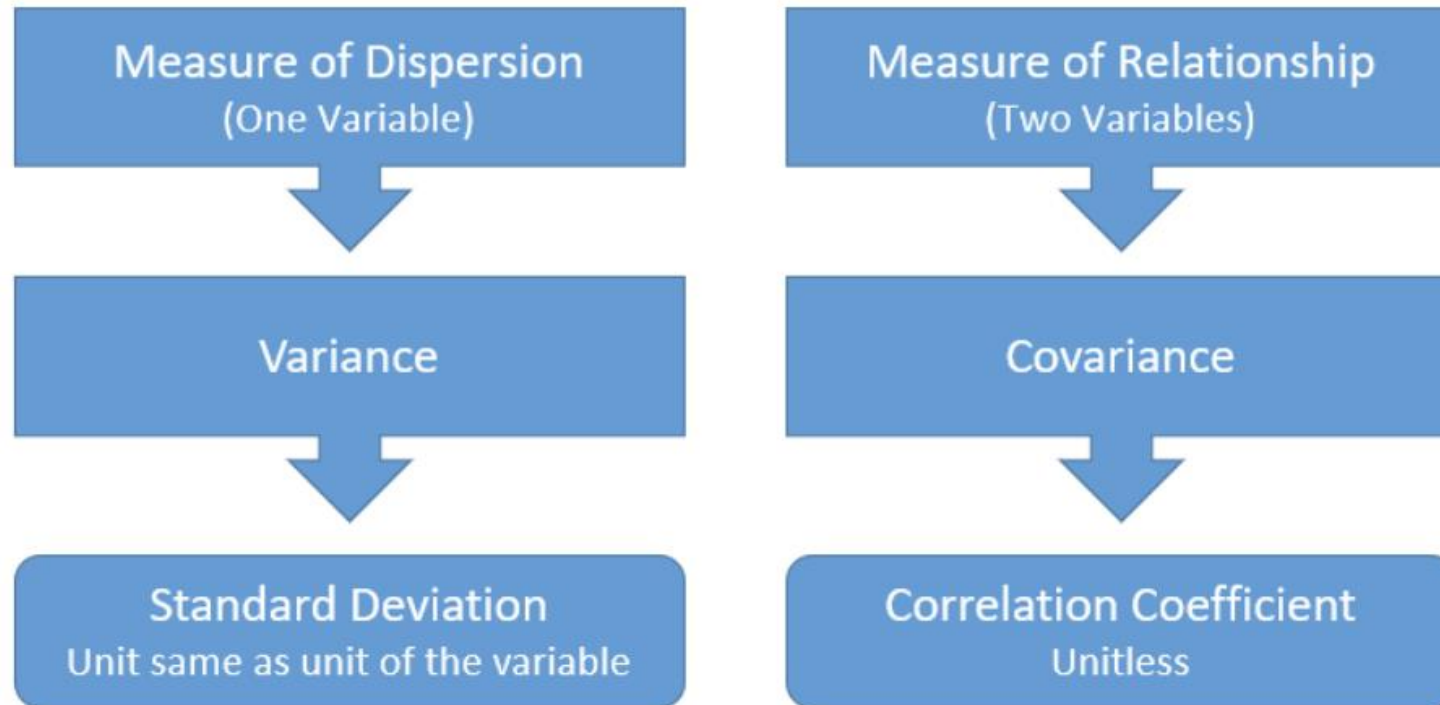 Measure of Dispersion
(One Variable)
Variance
Standard Deviation
Unit same as unit of the variable
Measure of Relationship
(Two Variables)
Covariance
Correlation Coefficient
Unitless